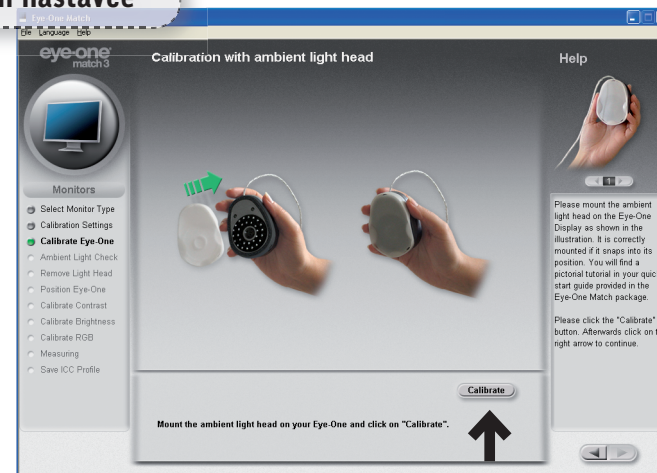 nástavce
Eye-One Match
File Language Help
eye-one
match 3
Calibration with ambient light head
Monitors
Select Monitor Type
Calibration Settings
Calibrate Eye-One
Ambient Light Check
Remove Light Head
Position Eye-One
Calibrate Contrast
Calibrate Brightness
Calibrate RGB
Measuring
Save ICC Profile
Calibrate
Mount the ambient light head on your Eye-One and click on "Calibrate".
Help
1
Please mount the ambient
light head on the Eye-One
Display as shown in the
illustration. It is correctly
mounted if it snaps into its
position. You will find a
pictorial tutorial in your quic
start guide provided in the
Eye-One Match package.
Please click the "Calibrate"
button. Afterwards click on t
right arrow to continue.